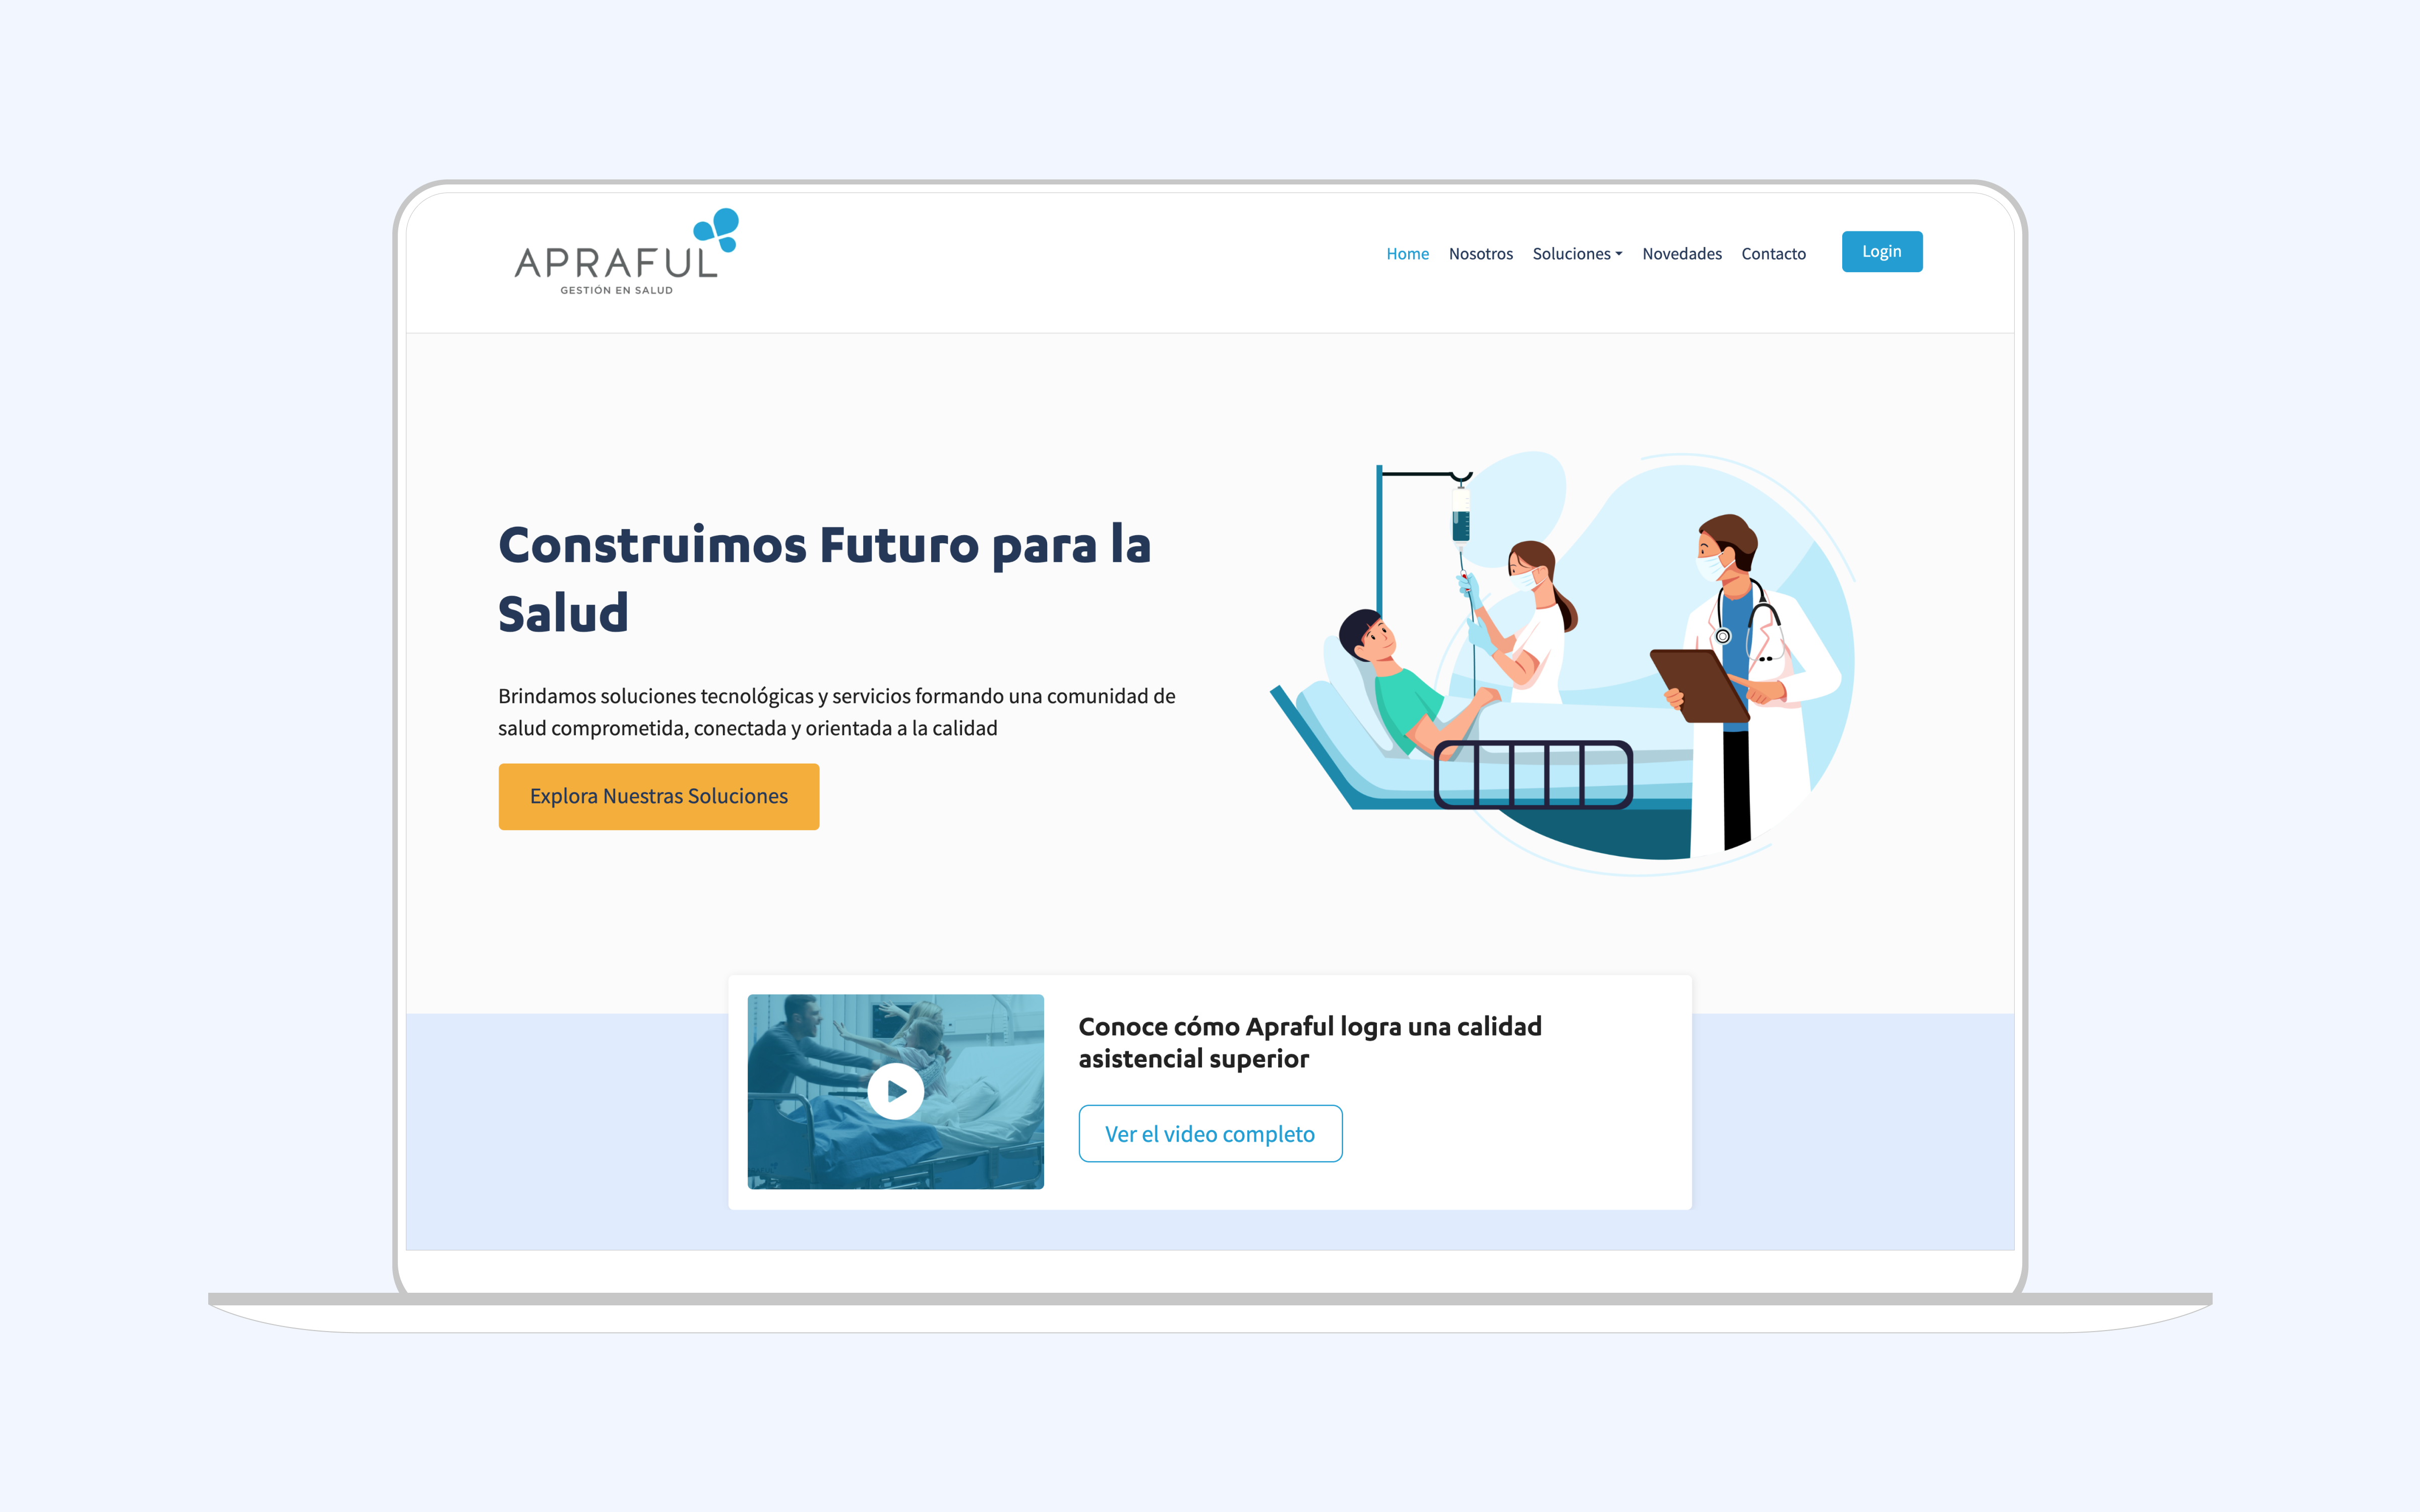 APRAFUL
GESTIÓN EN SALUD
Home Nosotros Soluciones Novedades Contacto Login
Construimos Futuro para la
Salud
Brindamos soluciones tecnológicas y servicios formando una comunidad de
salud comprometida, conectada y orientada a la calidad
Explora Nuestras Soluciones
Conoce cómo Apraful logra una calidad
asistencial superior
Ver el video completo